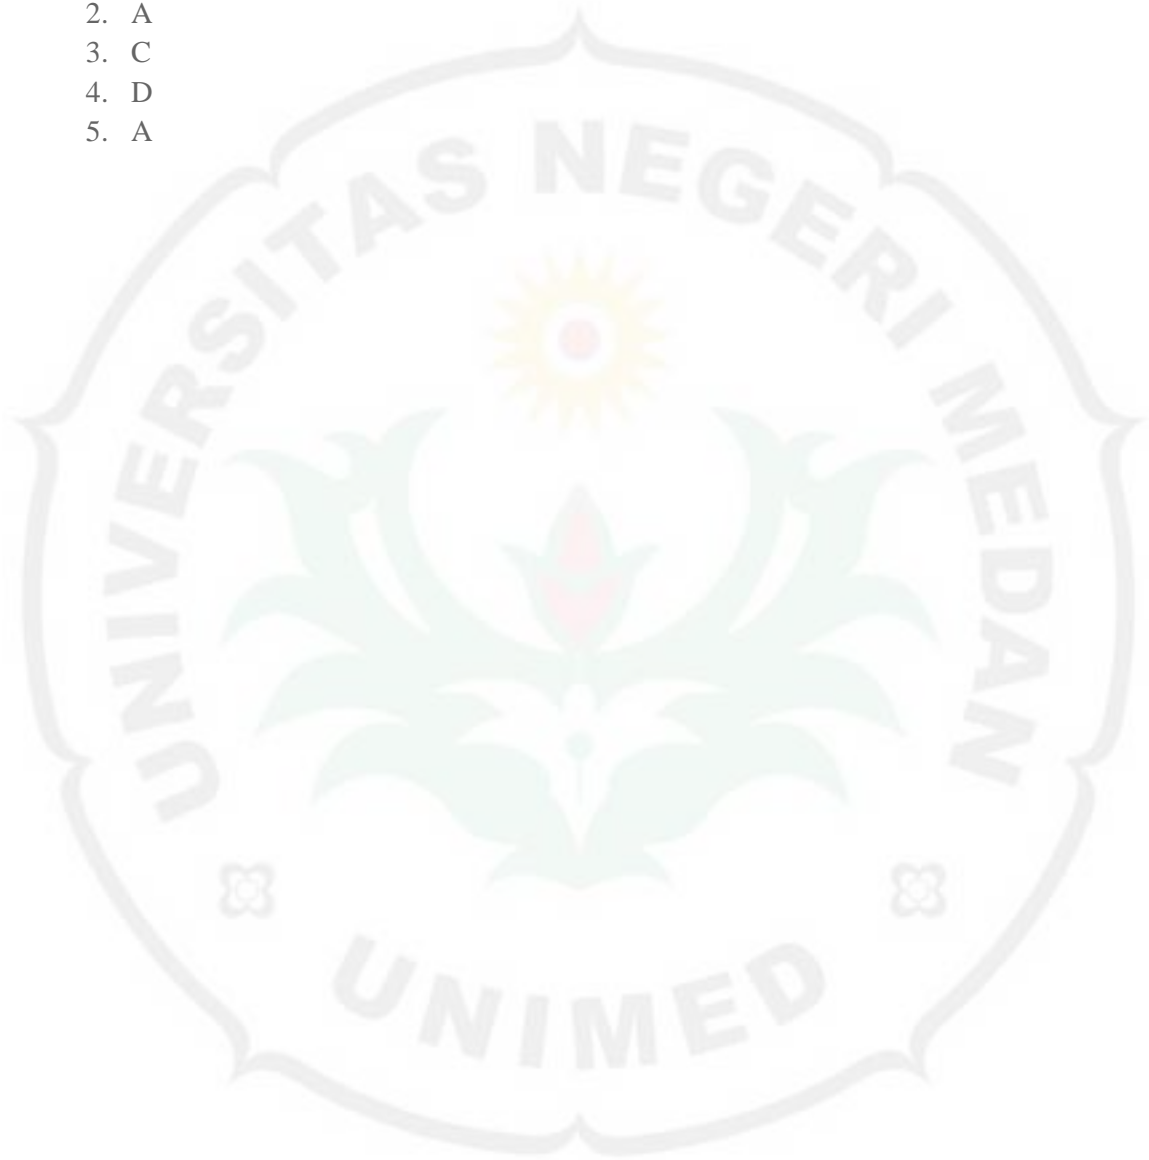 2. A
3. C
4. D
5. A
UNIVERSITAS NEGERI MEDAN
UNIMED